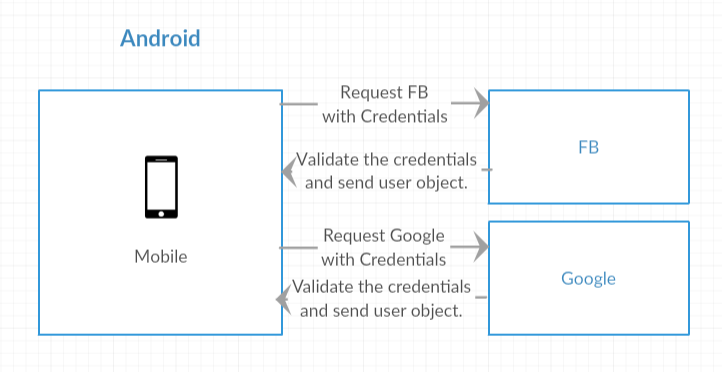 Android
Request FB
with Credentials
Validate the credentials
and send user object.
FB
Mobile
Request Google
with Credentials
Validate the credentials
and send user object.
Google